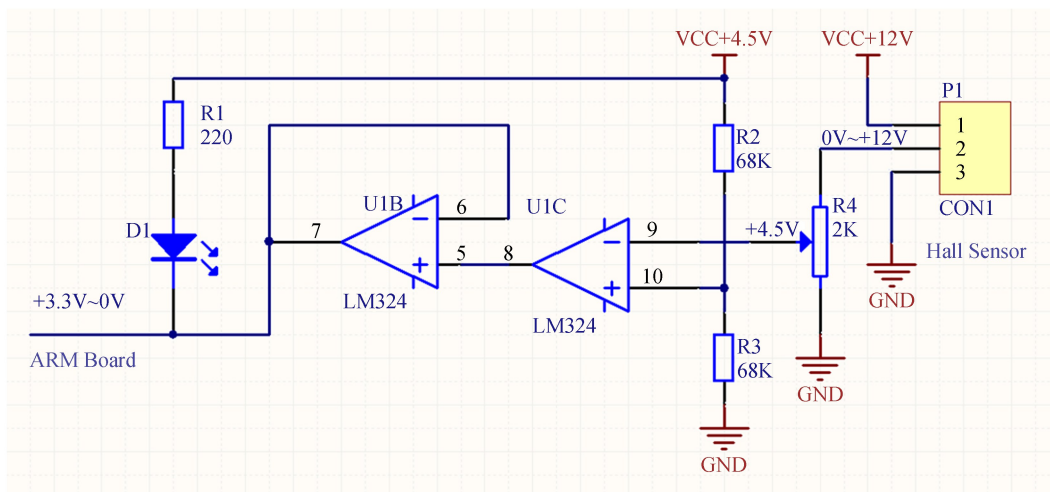 VCC+4.5V
VCC+12V
P1
R1
220
R2
68K
0V~+12V
1
2
3
U1B
6
U1C
R4
2K
CON1
D1
7
9
+4.5V
Hall Sensor
5
8
10
+3.3V~0V
LM324
LM324
GND
ARM Board
R3
68K
GND
GND